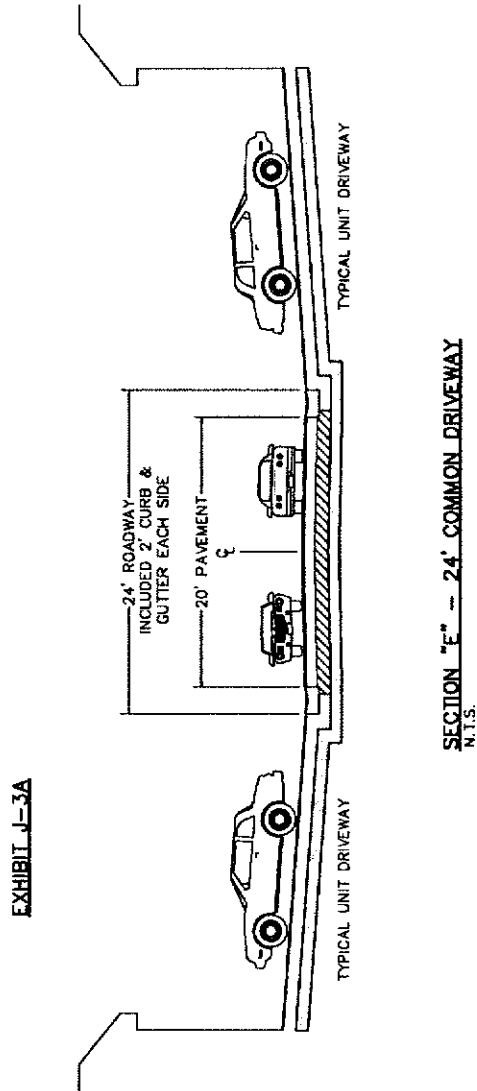 EXHIBIT J-3A
24' ROADWAY
INCLUDED 2' CURB &
GUTTER EACH SIDE
20' PAVEMENT
℄
TYPICAL UNIT DRIVEWAY
TYPICAL UNIT DRIVEWAY
SECTION "E" – 24' COMMON DRIVEWAY
N.T.S.